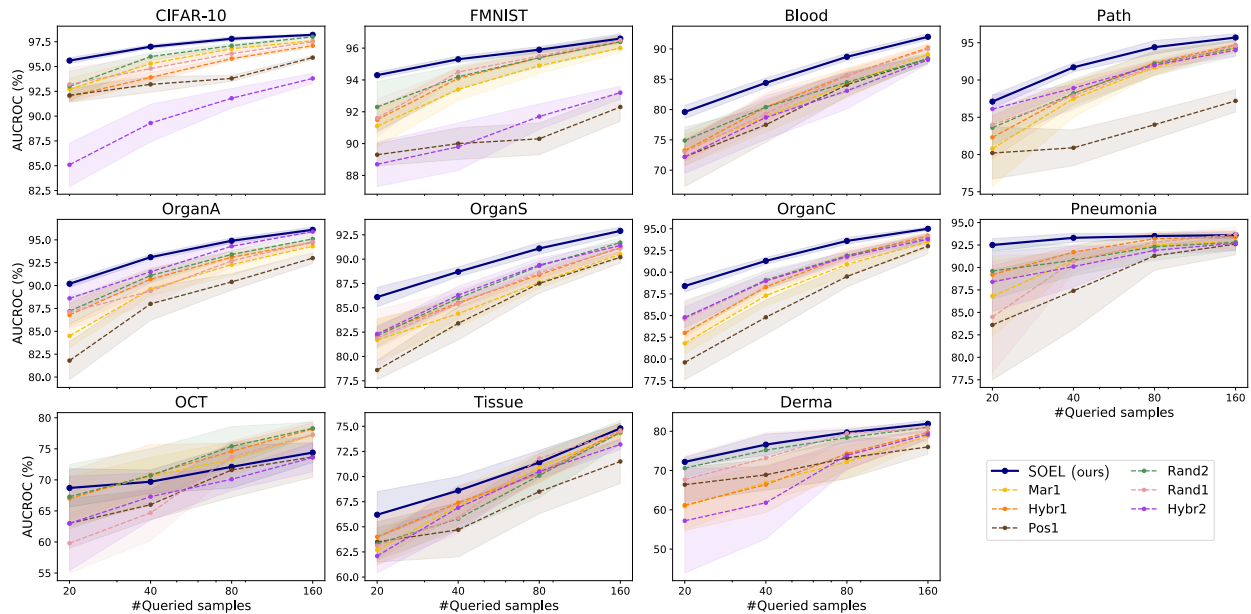 CIFAR-10
FMNIST
Blood
Path
AUCROC (%)
97.5
95.0
92.5
90.0
87.5
85.0
82.5
96
94
92
90
88
90
85
80
75
70
95
90
85
80
75
OrganA
OrganS
OrganC
Pneumonia
AUCROC (%)
95.0
92.5
90.0
87.5
85.0
82.5
80.0
92.5
90.0
87.5
85.0
82.5
80.0
77.5
95.0
92.5
90.0
87.5
85.0
82.5
80.0
77.5
95.0
92.5
90.0
87.5
85.0
82.5
80.0
77.5
20 40 80 160
#Queried samples
OCT
Tissue
Derma
AUCROC (%)
80
75
70
65
60
55
75.0
72.5
70.0
67.5
65.0
62.5
60.0
80
70
60
50
20 40 80 160
20 40 80 160
20 40 80 160
#Queried samples
#Queried samples
#Queried samples
SOEL (ours)
Mar1
Hybr1
Pos1
Rand2
Rand1
Hybr2